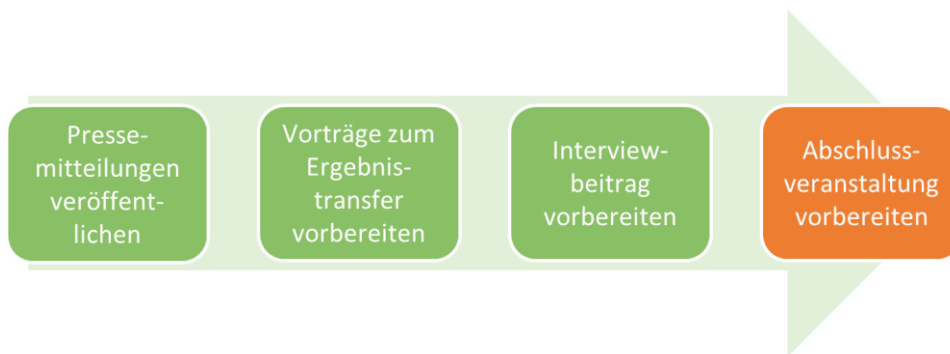 Presse-
mitteilungen
veröffent-
lichen
Vorträge zum
Ergebnis-
transfer
vorbereiten
Interview-
beitrag
vorbereiten
Abschluss-
veranstaltung
vorbereiten